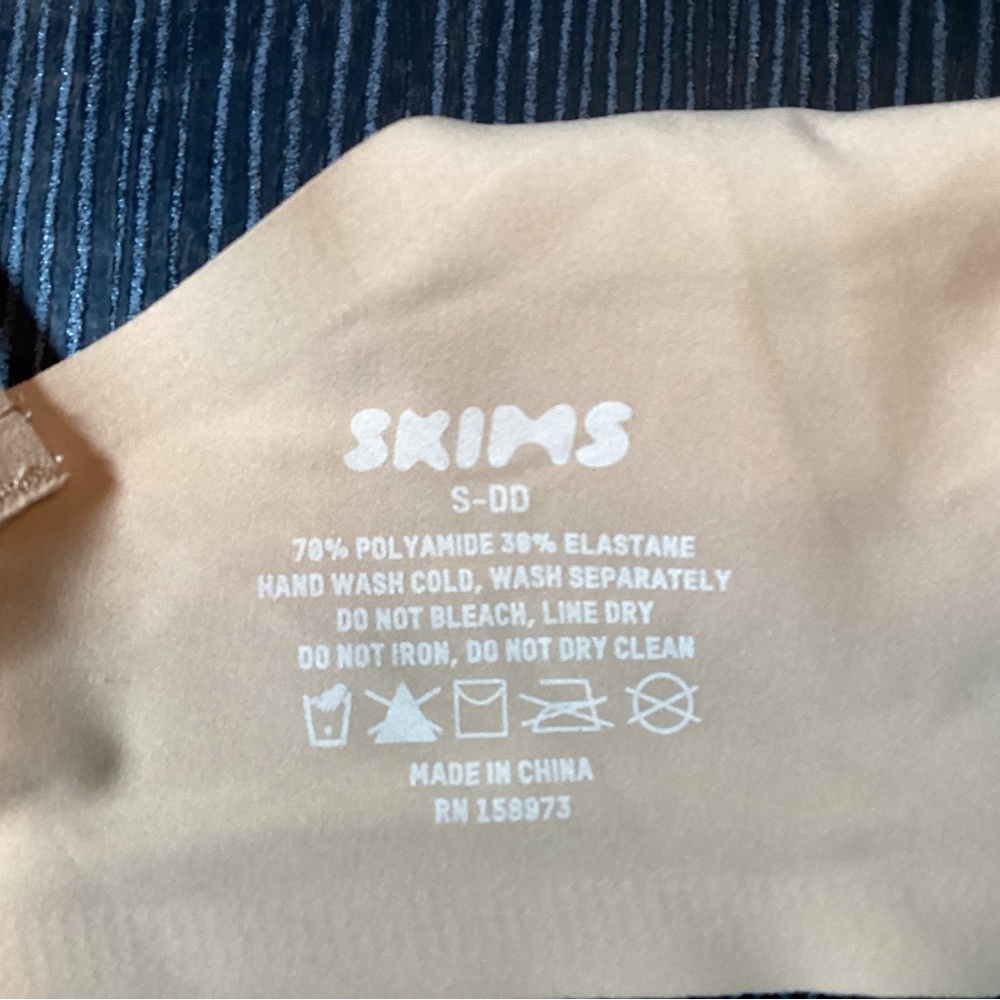 SKIMS
S-DD
70% POLYAMIDE 30% ELASTANE
HAND WASH COLD, WASH SEPARATELY
DO NOT BLEACH, LINE DRY
DO NOT IRON, DO NOT DRY CLEAN
MADE IN CHINA
RN 158973